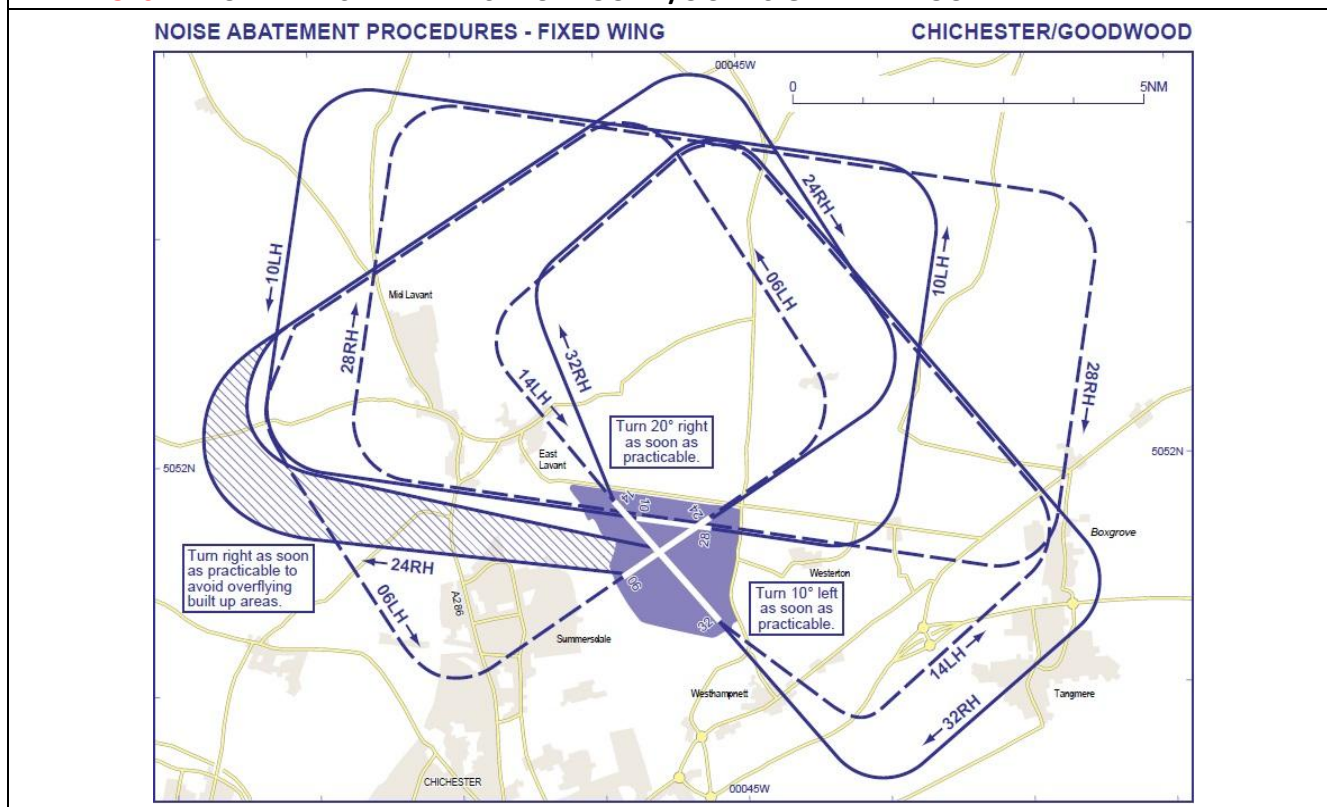 NOISE ABATEMENT PROCEDURES - FIXED WING
CHICHESTER/GOODWOOD
00045W
0
5NM
24RH
10LH
10LH
06LH
Mid Lavant
28RH
32RH
28RH
14LH
Turn 20° right
as soon as
practicable.
East
Lavant
5052N
5052N
10
24
28
Boxgrove
Turn right as soon
as practicable to
avoid overflying
built up areas.
24RH
06
Westerton
Turn 10° left
as soon as
practicable.
06LH
A286
32
Summersdale
14LH
Westhampnett
Tangmere
32RH
CHICHESTER
00045W